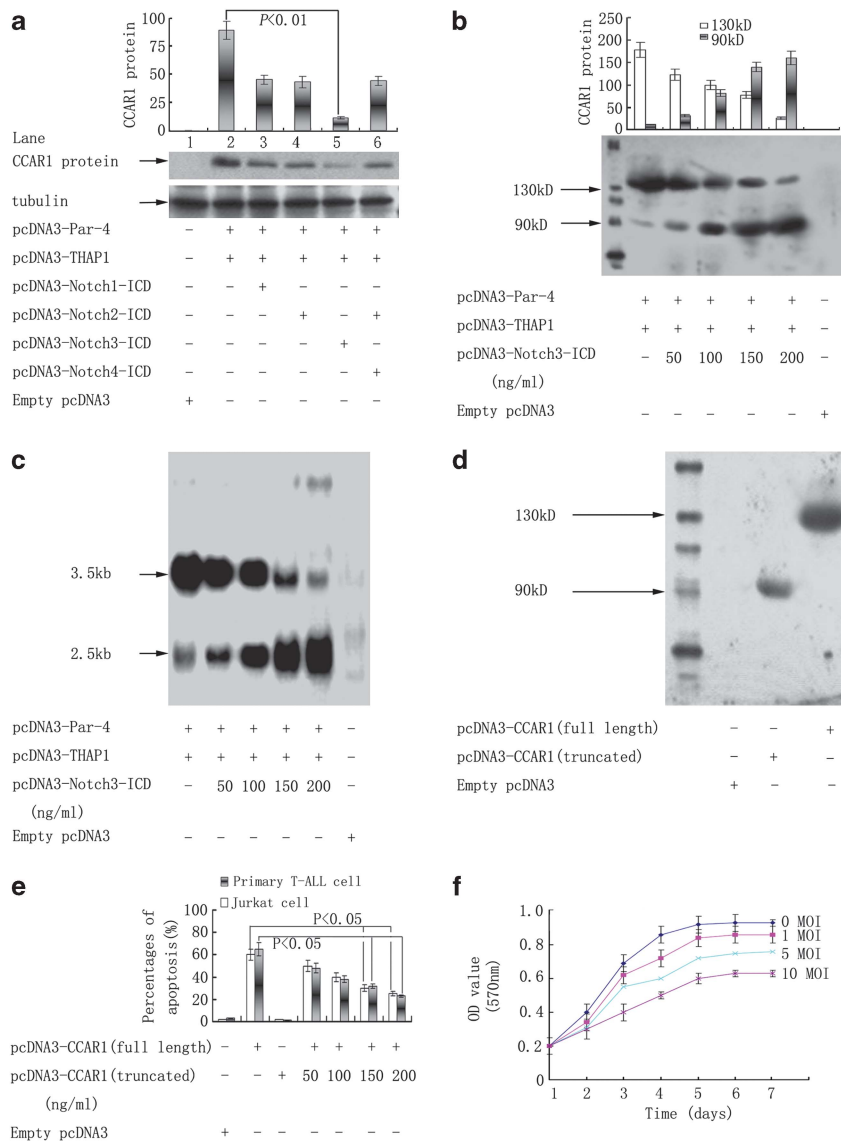 a
P<0.01
CCAR1 protein
100
75
50
25
0
Lane 1 2 3 4 5 6
CCAR1 protein
tubulin
pcDNA3-Par-4 – + + + + +
pcDNA3-THAP1 – + + + + +
pcDNA3-Notch1-ICD – – + – – –
pcDNA3-Notch2-ICD – – – + – +
pcDNA3-Notch3-ICD – – – – + –
pcDNA3-Notch4-ICD – – – – – +
Empty pcDNA3 + – – – – –
b
130kD
90kD
CCAR1 protein
250
200
150
100
50
0
130kD
90kD
pcDNA3-Par-4 + + + + + –
pcDNA3-THAP1 + + + + + –
pcDNA3-Notch3-ICD – 50 100 150 200 –
(ng/ml)
Empty pcDNA3 – – – – – +
c
3.5kb
2.5kb
pcDNA3-Par-4 + + + + + –
pcDNA3-THAP1 + + + + + –
pcDNA3-Notch3-ICD – 50 100 150 200 –
(ng/ml)
Empty pcDNA3 – – – – – +
d
130kD
90kD
pcDNA3-CCAR1(full length) – – +
pcDNA3-CCAR1(truncated) – + –
Empty pcDNA3 + – –
e
Primary T-ALL cell
Jurkat cell
P<0.05
P<0.05
Percentages of
apoptosis(%)
100
80
60
40
20
0
pcDNA3-CCAR1(full length) – + – + + + +
pcDNA3-CCAR1(truncated) – – + 50 100 150 200
(ng/ml)
Empty pcDNA3 + – – – – – –
f
OD value
(570nm)
1.0
0.8
0.6
0.4
0.2
0
0 MOI
1 MOI
5 MOI
10 MOI
1 2 3 4 5 6 7
Time (days)